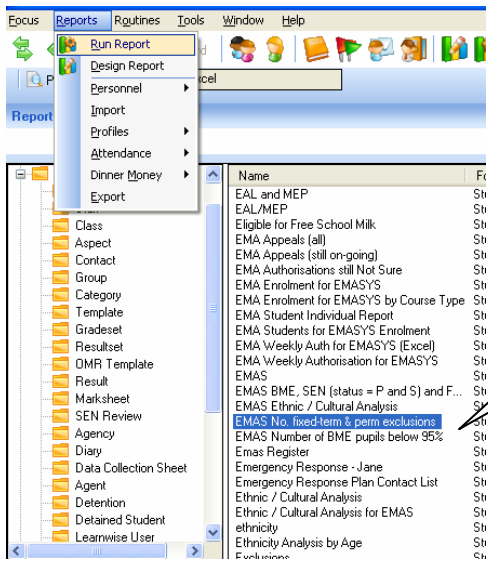 Focus Reports Routines Tools Window Help
Run Report
Design Report
Personnel
Import
Profiles
Attendance
Dinner Money
Export
Report
Class
Aspect
Contact
Group
Category
Template
Gradeset
Resultset
OMR Template
Result
Marksheet
SEN Review
Agency
Diary
Data Collection Sheet
Agent
Detention
Detained Student
Learnwise User
Name
EAL and MEP
EAL/MEP
Eligible for Free School Milk
EMA Appeals (all)
EMA Appeals (still on-going)
EMA Authorisations still Not Sure
EMA Enrolment for EMASYS
EMA Enrolment for EMASYS by Course Type
EMA Student Individual Report
EMA Students for EMASYS Enrolment
EMA Weekly Auth for EMASYS (Excel)
EMA Weekly Authorisation for EMASYS
EMAS
EMAS BME, SEN (status = P and S) and F...
EMAS Ethnic / Cultural Analysis
EMAS No. fixed-term & perm exclusions
EMAS Number of BME pupils below 95%
Emas Register
Emergency Response - Jane
Emergency Response Plan Contact List
Ethnic / Cultural Analysis
Ethnic / Cultural Analysis for EMAS
ethnicity
Ethnicity Analysis by Age
Exclusions